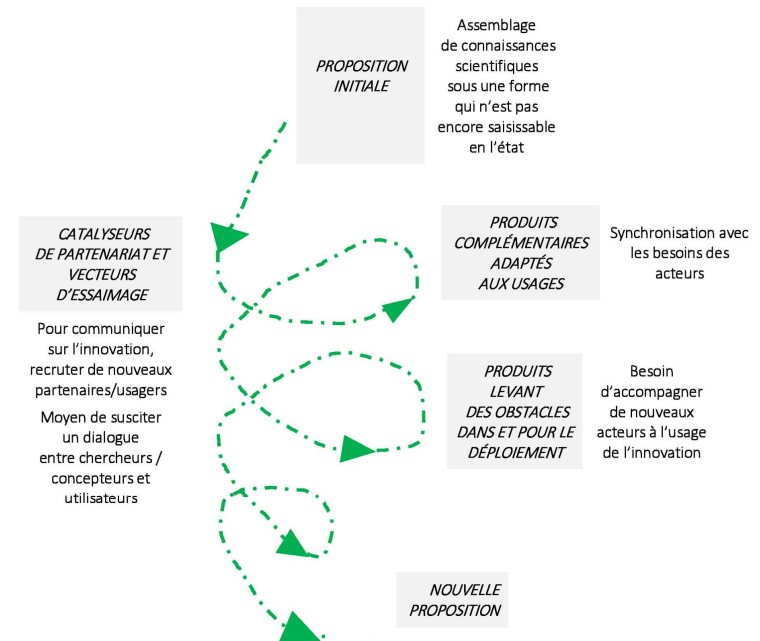 PROPOSITION
INITIALE
Assemblage
de connaissances
scientifiques
sous une forme
qui n’est pas
encore saisissable
en l’état
CATALYSEURS
DE PARTENARIAT ET
VECTEURS
D’ESSAIMAGE
Pour communiquer
sur l’innovation,
recruter de nouveaux
partenaires/usagers
Moyen de susciter
un dialogue
entre chercheurs /
concepteurs et
utilisateurs
PRODUITS
COMPLÉMENTAIRES
ADAPTÉS
AUX USAGES
Synchronisation avec
les besoins des
acteurs
PRODUITS
LEVANT
DES OBSTACLES
DANS ET POUR LE
DÉPLOIEMENT
Besoin
d’accompagner
de nouveaux
acteurs à l’usage
de l’innovation
NOUVELLE
PROPOSITION